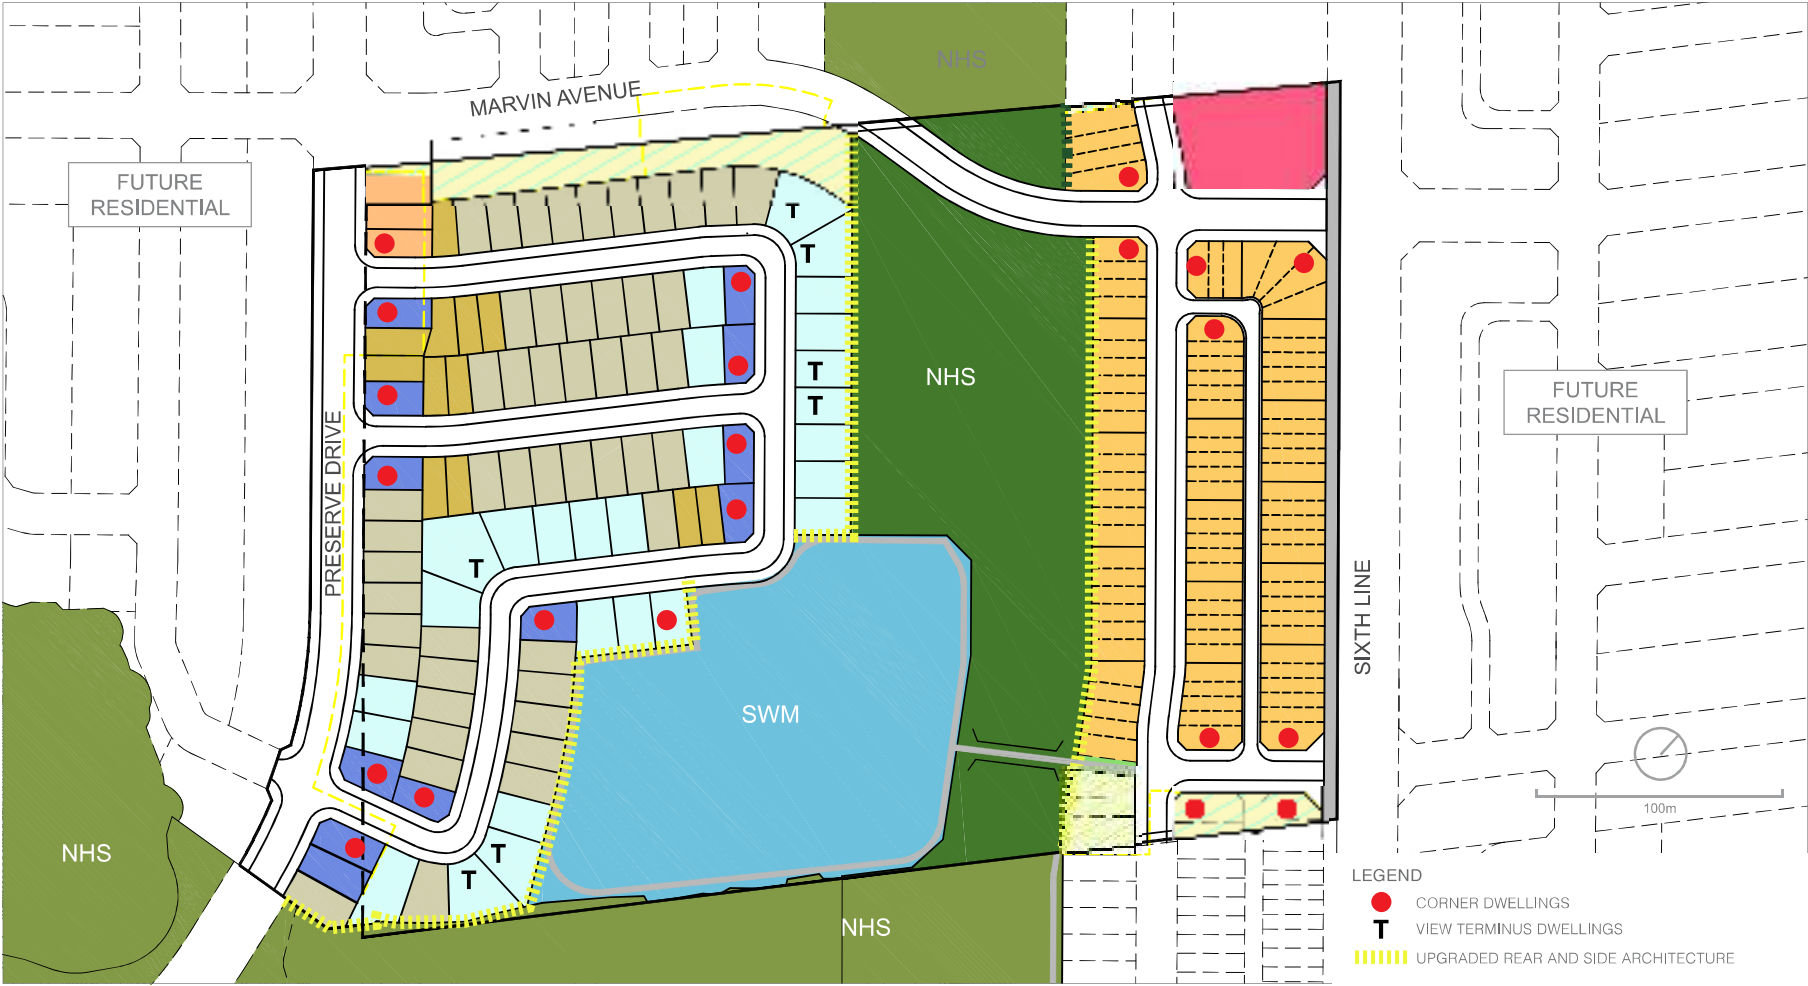 NHS
MARVIN AVENUE
FUTURE
RESIDENTIAL
T
T
NHS
T
T
FUTURE
RESIDENTIAL
PRESERVE DRIVE
T
SIXTH LINE
SWM
100m
NHS
T
T
NHS
LEGEND
CORNER DWELLINGS
T VIEW TERMINUS DWELLINGS
UPGRADED REAR AND SIDE ARCHITECTURE